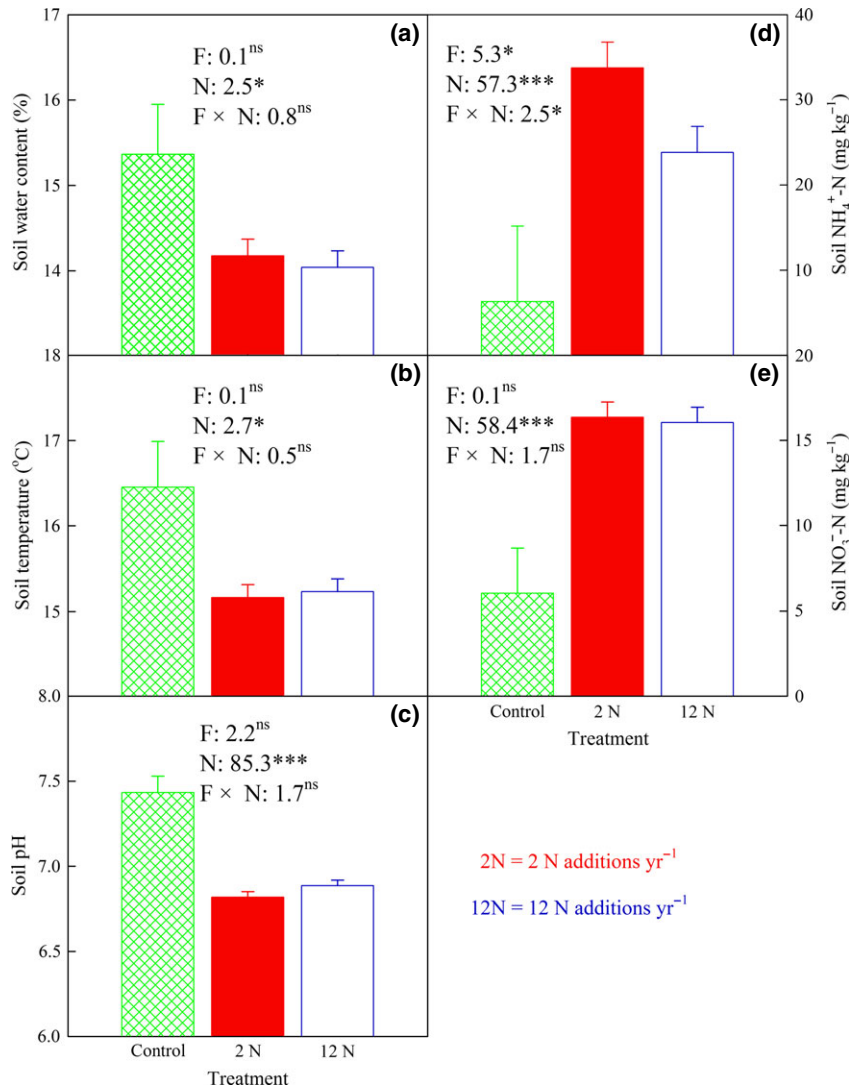 (a)
F: 0.1ns
N: 2.5*
F × N: 0.8ns
Soil water content (%)
17
16
15
14
18
(b)
F: 0.1ns
N: 2.7*
F × N: 0.5ns
Soil temperature (°C)
17
16
15
8.0
(c)
F: 2.2ns
N: 85.3***
F × N: 1.7ns
Soil pH
7.5
7.0
6.5
6.0
Control 2 N 12 N
Treatment
(d)
F: 5.3*
N: 57.3***
F × N: 2.5*
Soil NH₄⁺-N (mg kg⁻¹)
40
30
20
10
20
(e)
F: 0.1ns
N: 58.4***
F × N: 1.7ns
Soil NO₃⁻-N (mg kg⁻¹)
15
10
5
0
Control 2 N 12 N
Treatment
2N = 2 N additions yr⁻¹
12N = 12 N additions yr⁻¹